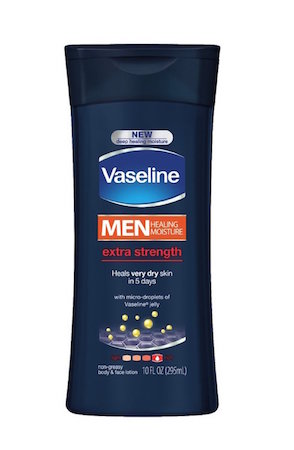 NEW
deep healing moisture
Vaseline
MEN HEALING
MOISTURE
extra strength
Heals very dry skin
in 5 days
with micro-droplets of
Vaseline® jelly
non-greasy
body & face lotion
10 FL OZ (295mL)